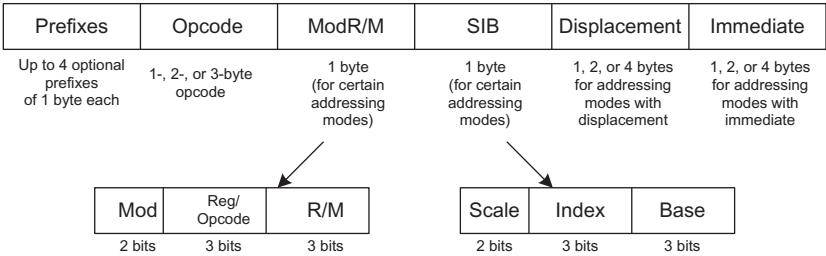 Prefixes Opcode ModR/M SIB Displacement Immediate
Up to 4 optional
prefixes
of 1 byte each
1-, 2-, or 3-byte
opcode
1 byte
(for certain
addressing
modes)
1 byte
(for certain
addressing
modes)
1, 2, or 4 bytes
for addressing
modes with
displacement
1, 2, or 4 bytes
for addressing
modes with
immediate
Mod Reg/
Opcode R/M
2 bits 3 bits 3 bits
Scale Index Base
2 bits 3 bits 3 bits